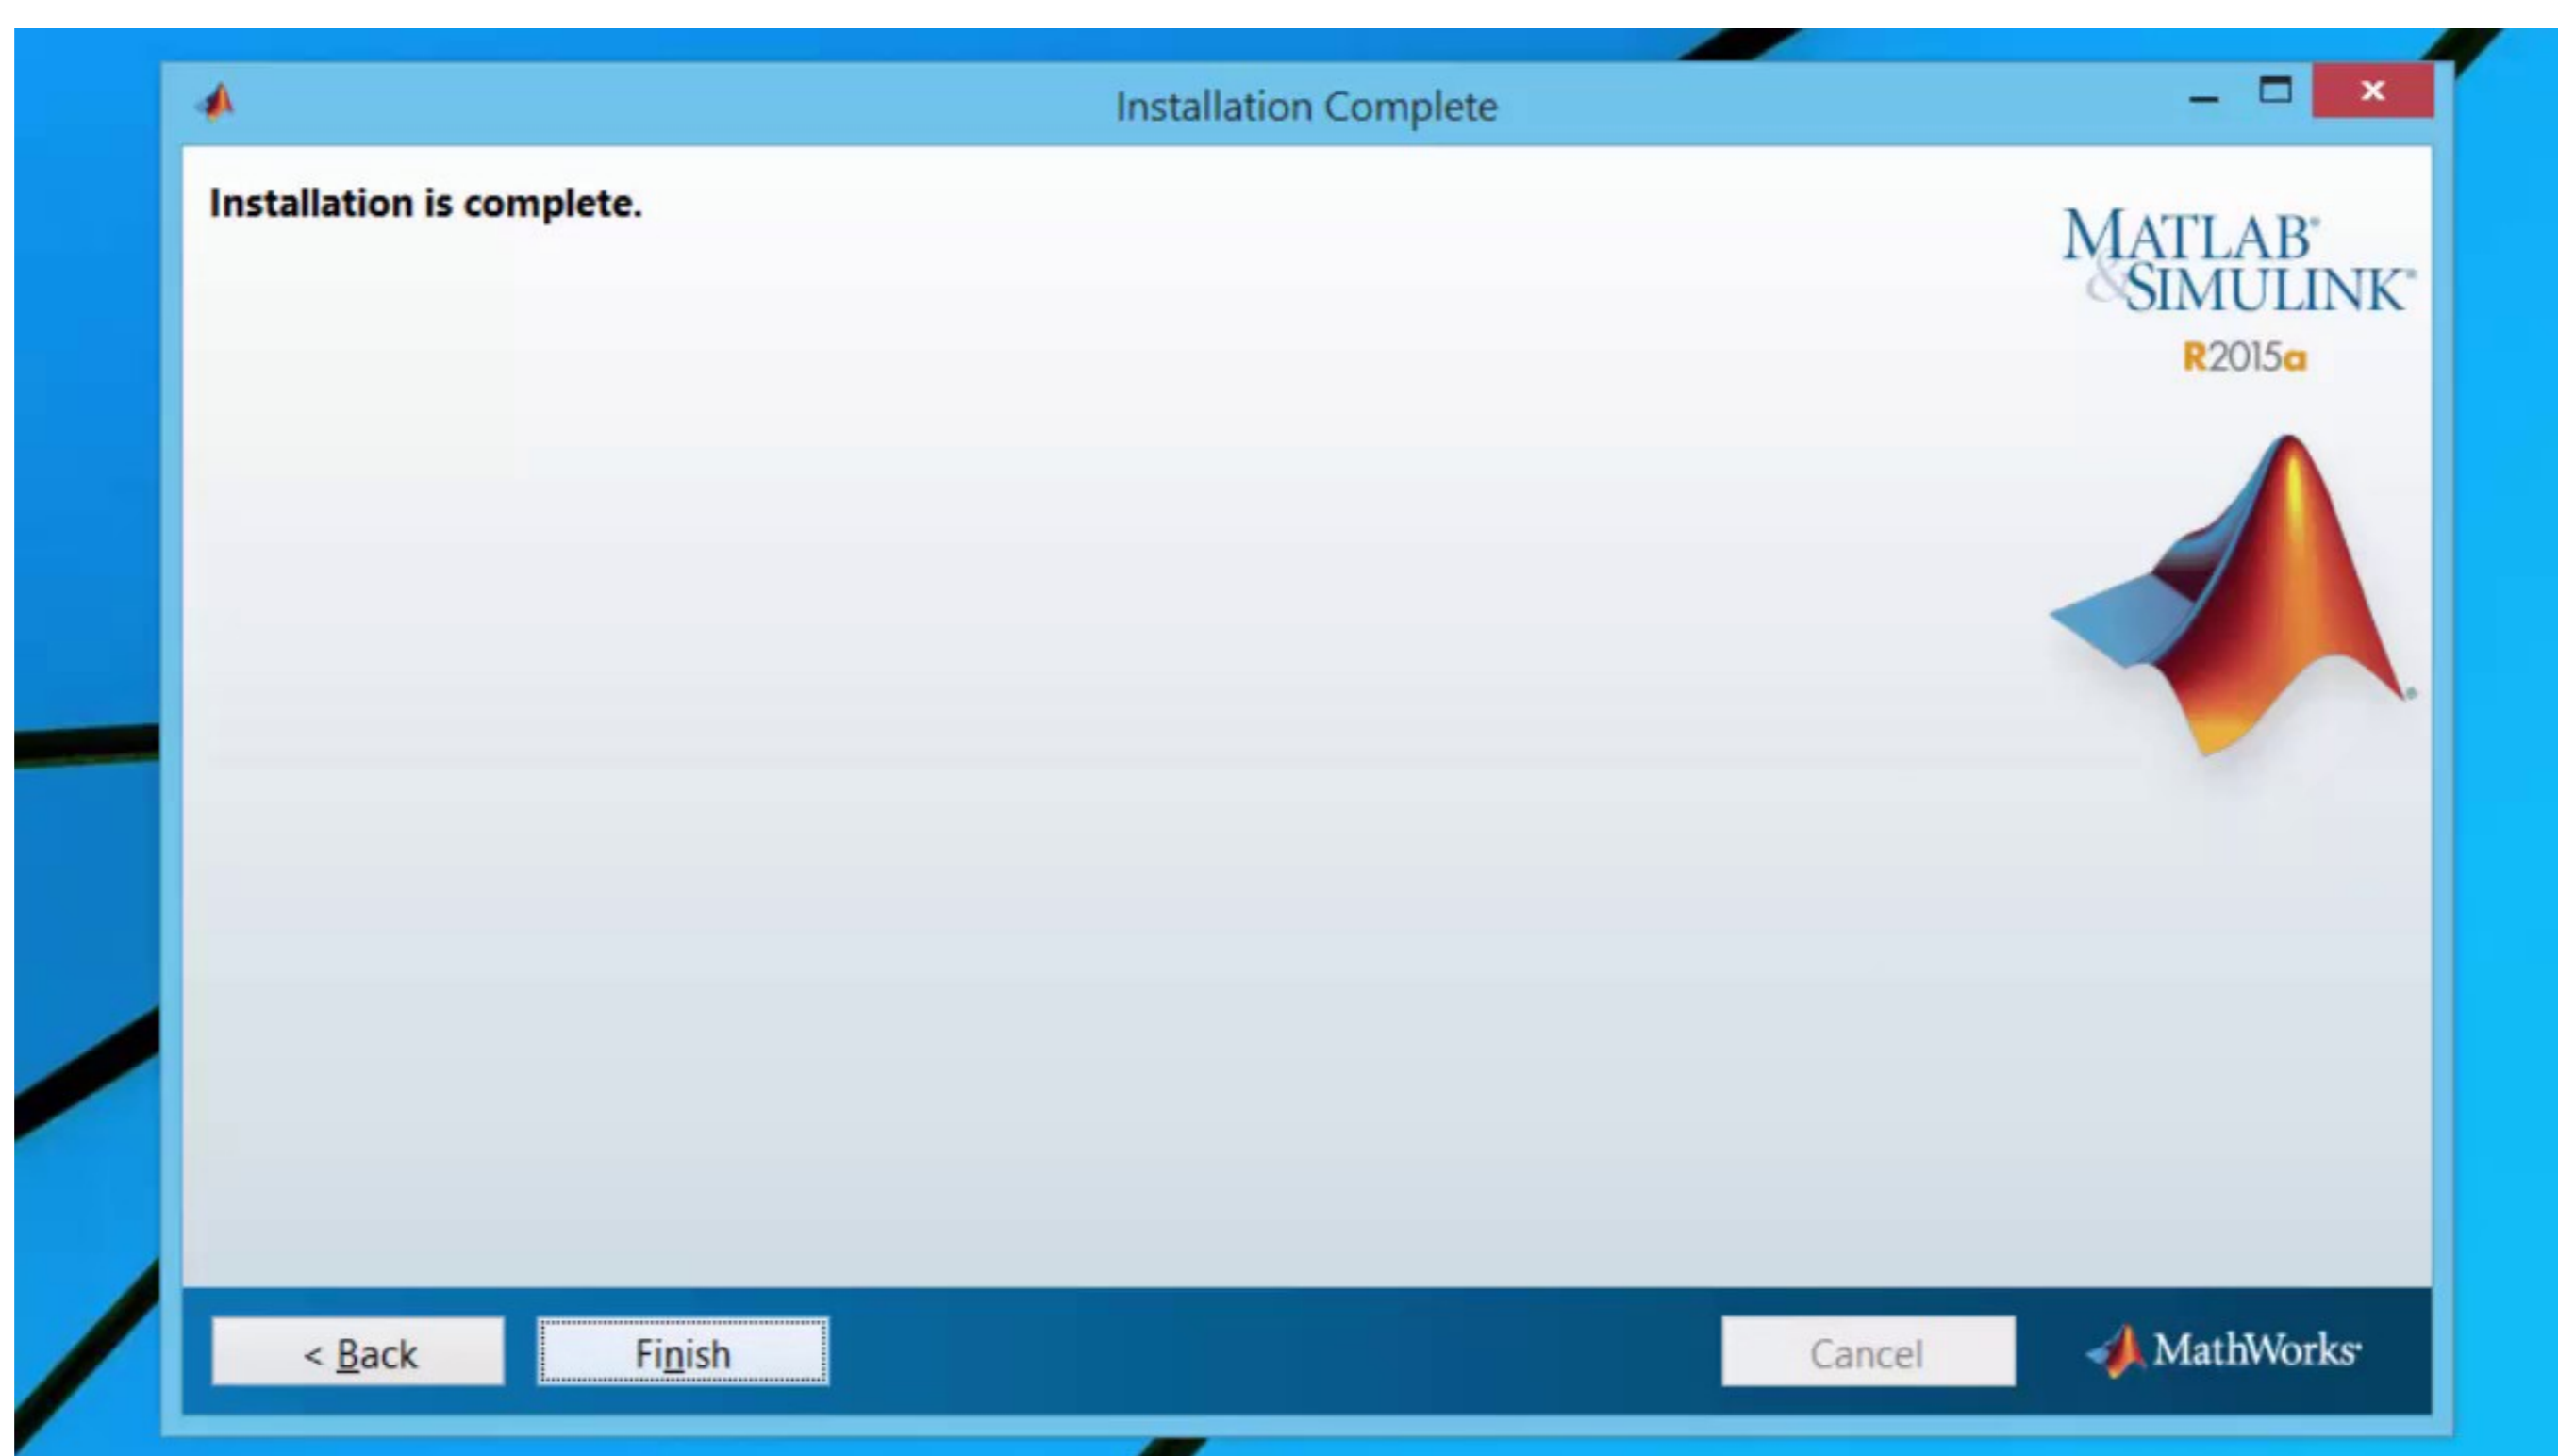 Installation Complete
Installation is complete.
MATLAB®
&SIMULINK®
R2015a
< Back
Finish
Cancel
MathWorks®